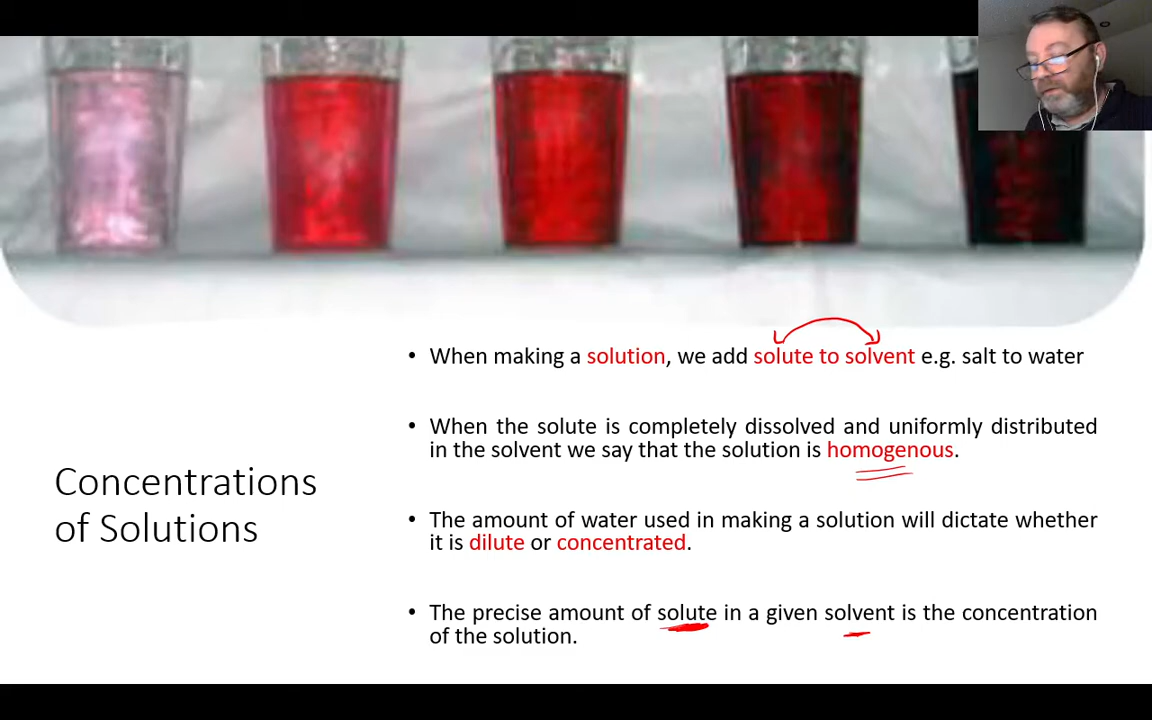 • When making a solution, we add solute to solvent e.g. salt to water
• When the solute is completely dissolved and uniformly distributed
in the solvent we say that the solution is homogenous.
Concentrations
of Solutions
• The amount of water used in making a solution will dictate whether
it is dilute or concentrated.
• The precise amount of solute in a given solvent is the concentration
of the solution.